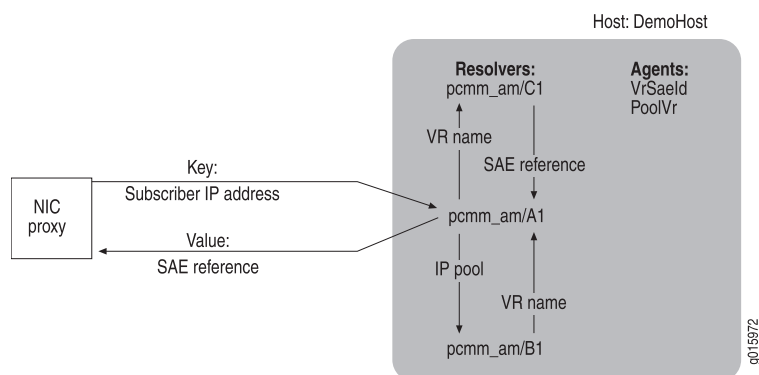 Host: DemoHost
Resolvers:
pcmm_am/C1
Agents:
VrSaeId
PoolVr
VR name
SAE reference
Key:
Subscriber IP address
NIC
proxy
pcmm_am/A1
Value:
SAE reference
IP pool
VR name
pcmm_am/B1
g015972